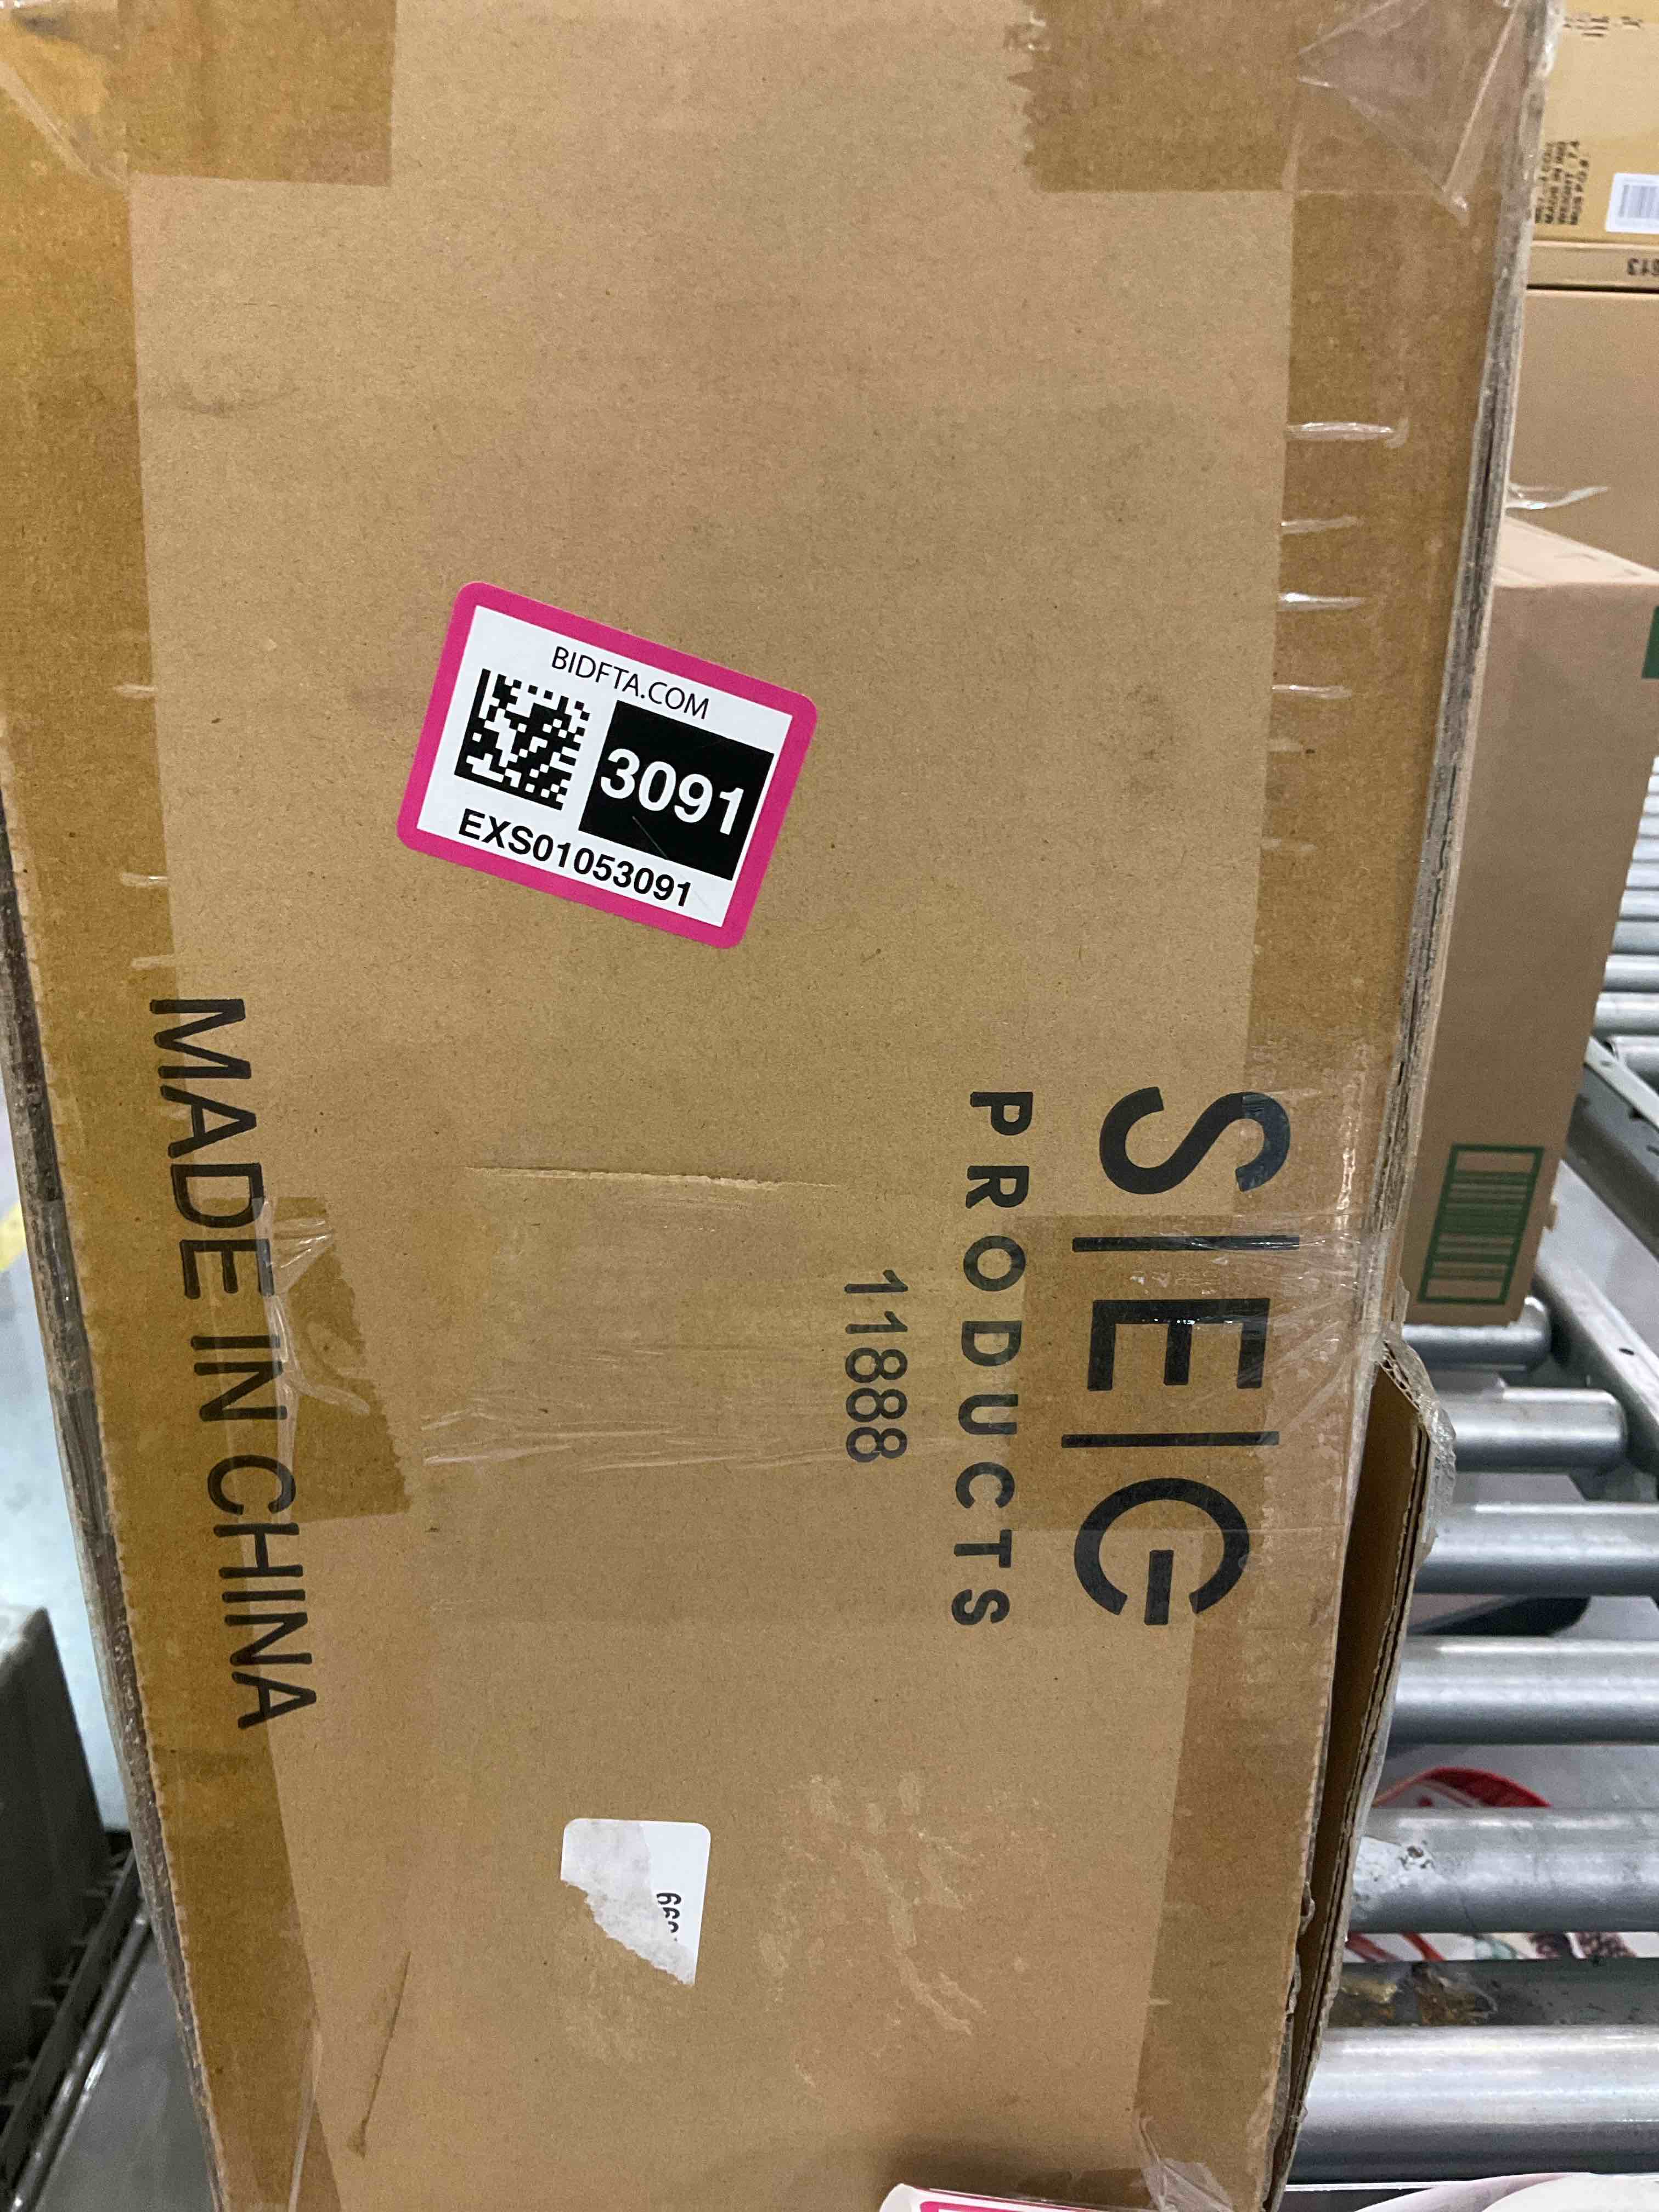 BIDFTA.COM
3091
EXS01053091
S|E|G
PRODUCTS
11888
MADE IN CHINA